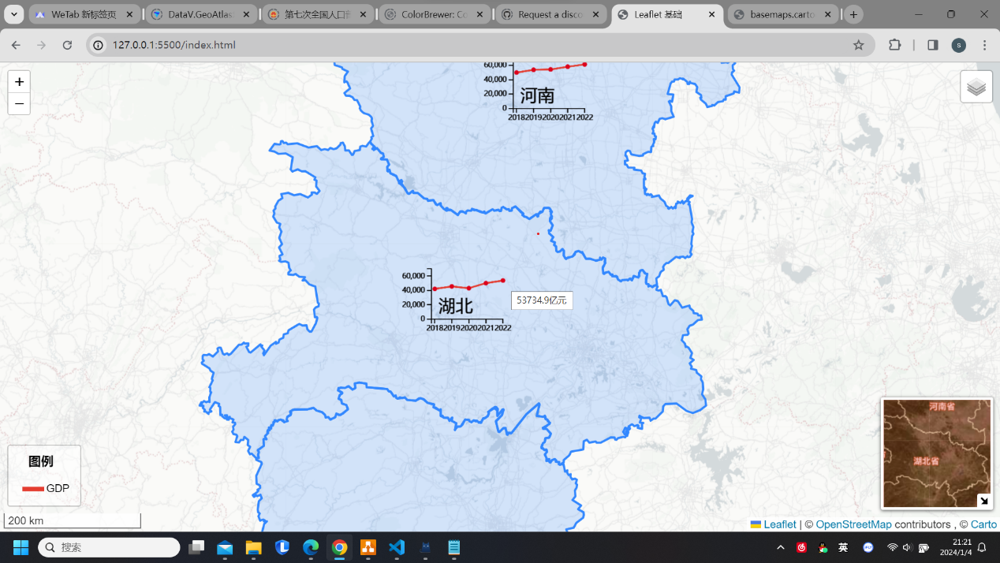 WeTab 新标签页
DataV.GeoAtlas
第七次全国人口
ColorBrewer: Co
Request a disco
Leaflet 基础
basemaps.carto
127.0.0.1:5500/index.html
S
+
−
60,000
40,000
20,000
0
河南
2018 2019 2020 2021 2022
60,000
40,000
20,000
0
湖北
2018 2019 2020 2021 2022
53734.9亿元
河南省
湖北省
图例
GDP
200 km
Leaflet | © OpenStreetMap contributors , © Carto
搜索
英
21:21
2024/1/4